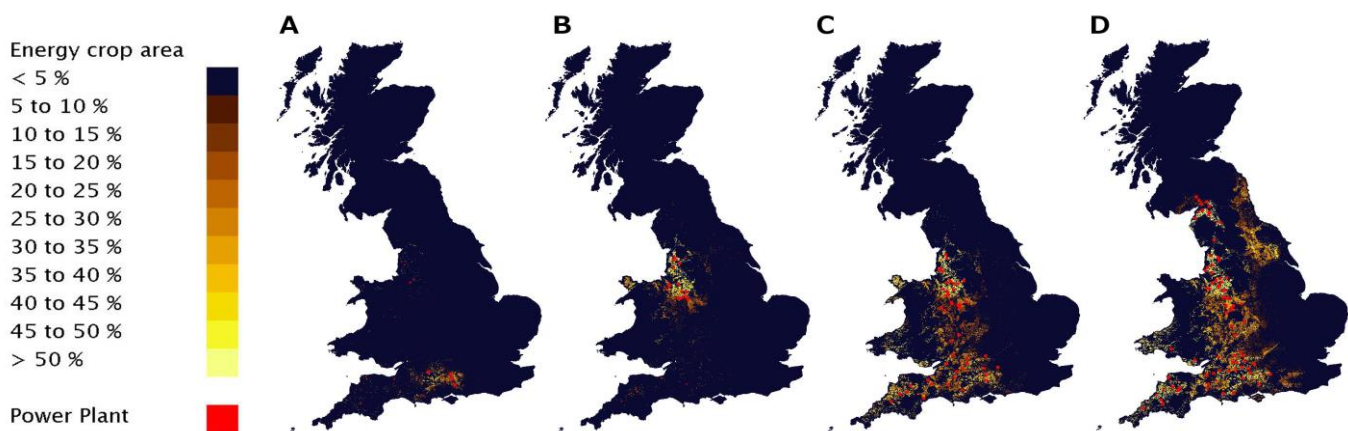 A B C D
Energy crop area
< 5 %
5 to 10 %
10 to 15 %
15 to 20 %
20 to 25 %
25 to 30 %
30 to 35 %
35 to 40 %
40 to 45 %
45 to 50 %
> 50 %
Power Plant